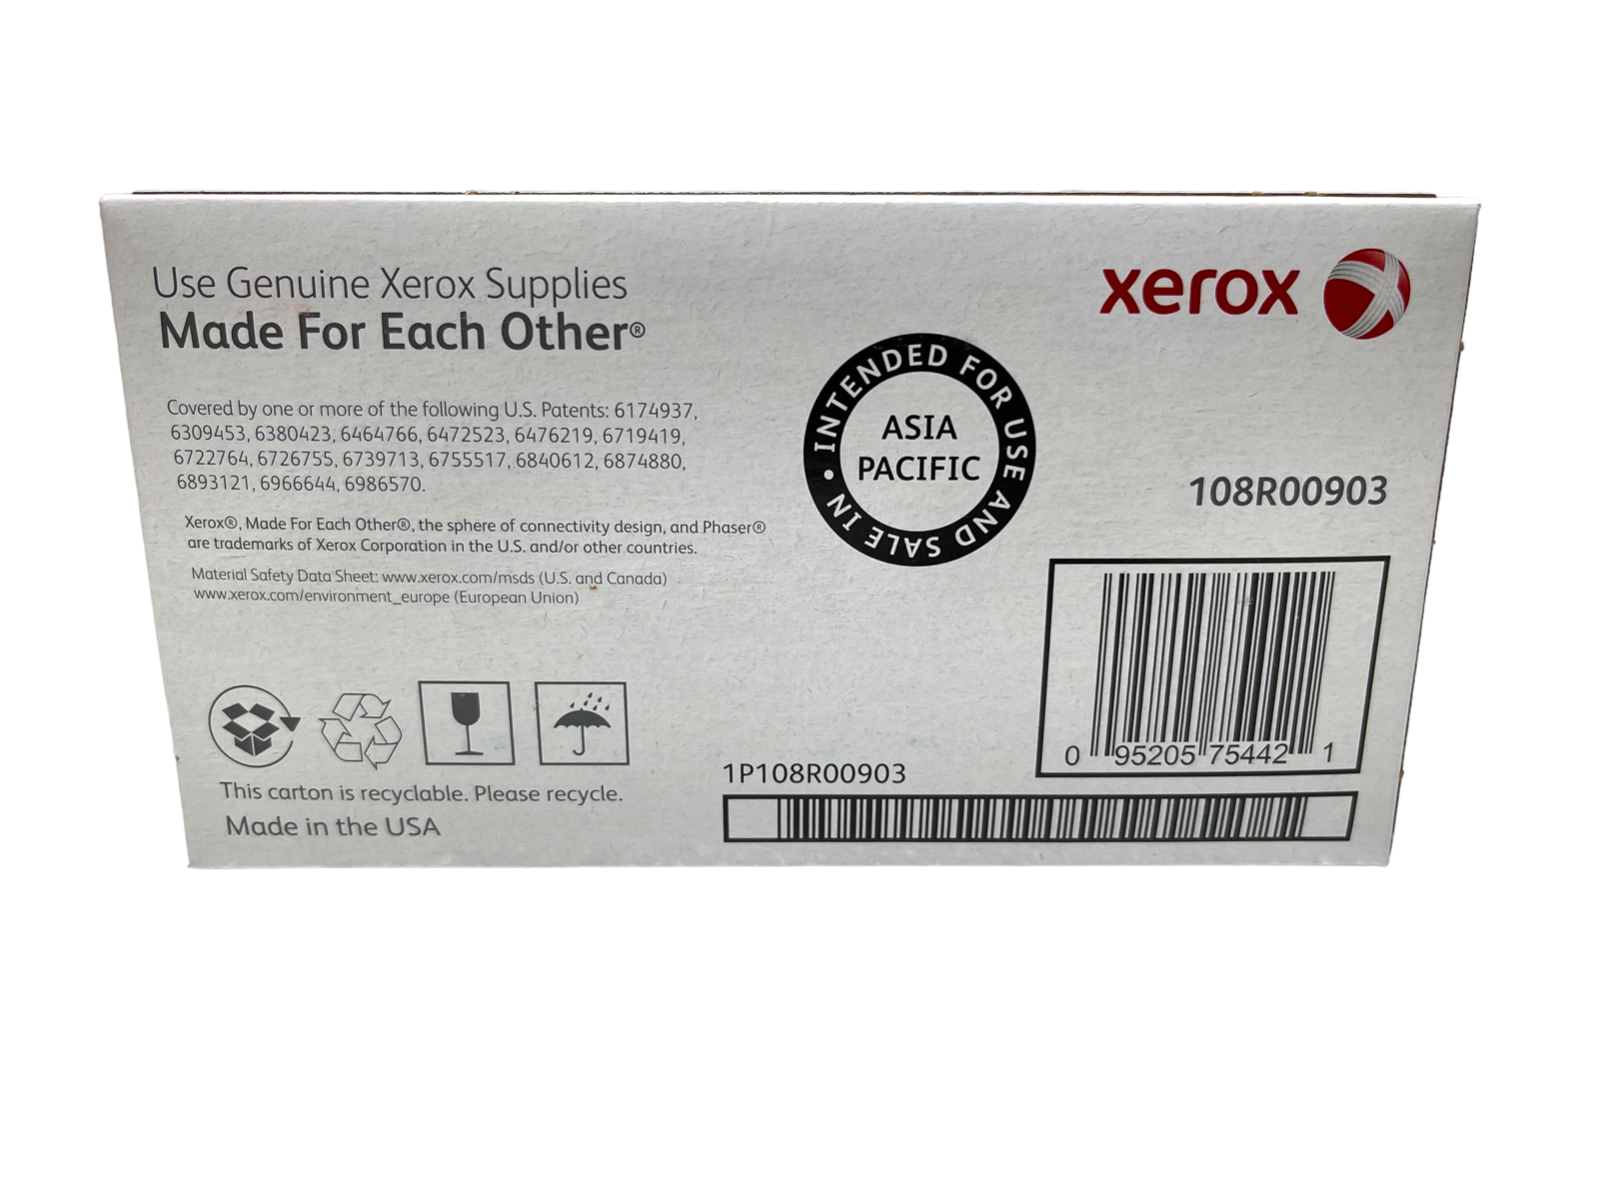 Use Genuine Xerox Supplies
Made For Each Other®
Covered by one or more of the following U.S. Patents: 6174937,
6309453, 6380423, 6464766, 6472523, 6476219, 6719419,
6722764, 6726755, 6739713, 6755517, 6840612, 6874880,
6893121, 6966644, 6986570.
Xerox®, Made For Each Other®, the sphere of connectivity design, and Phaser®
are trademarks of Xerox Corporation in the U.S. and/or other countries.
Material Safety Data Sheet: www.xerox.com/msds (U.S. and Canada)
www.xerox.com/environment_europe (European Union)
This carton is recyclable. Please recycle.
Made in the USA
• INTENDED FOR USE AND SALE IN
ASIA
PACIFIC
xerox
108R00903
0 95205 75442 1
1P108R00903